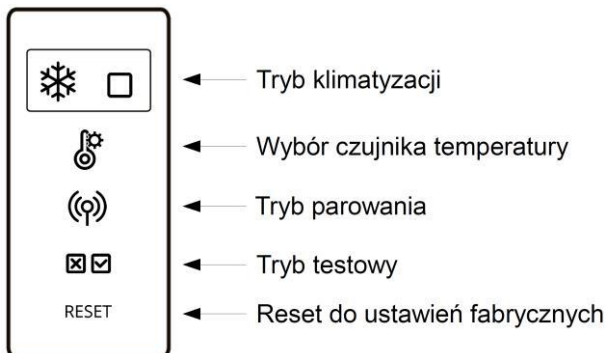 Tryb klimatyzacji
Wybór czujnika temperatury
Tryb parowania
Tryb testowy
RESET Reset do ustawień fabrycznych